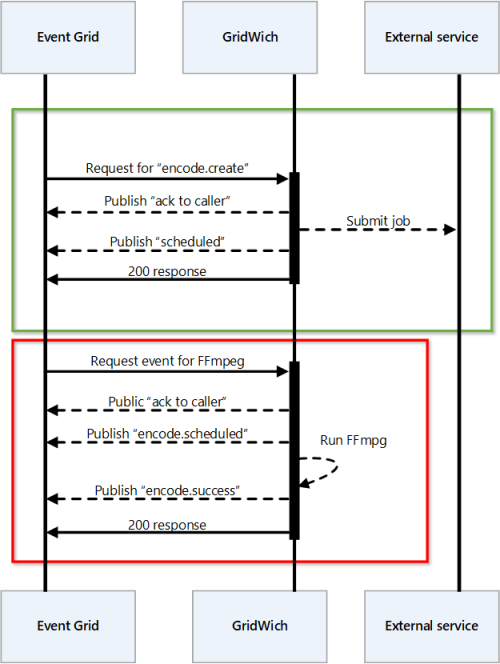 Event Grid
GridWich
External service
Request for “encode.create”
Publish “ack to caller”
Submit job
Publish “scheduled”
200 response
Request event for FFmpeg
Public “ack to caller”
Publish “encode.scheduled”
Run FFmpg
Publish “encode.success”
200 response
Event Grid
GridWich
External service